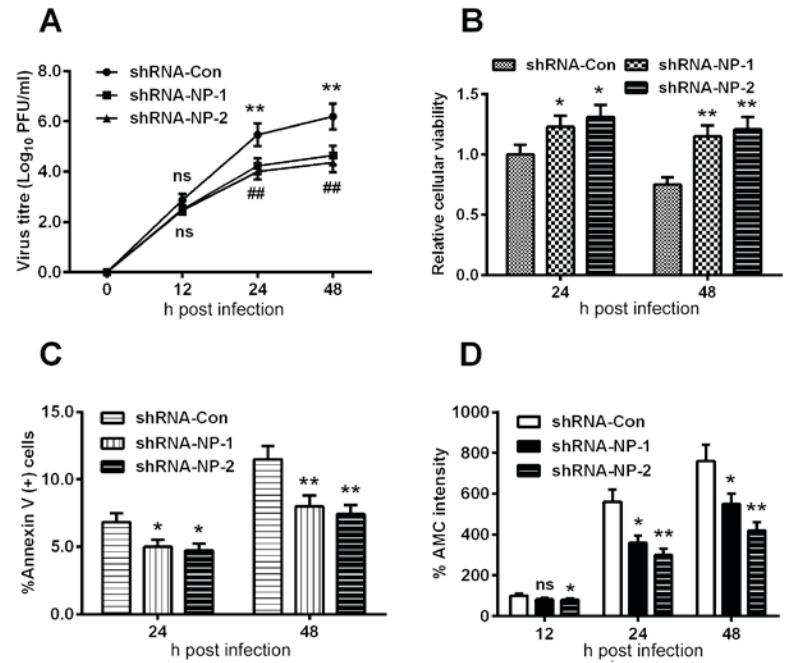 A
Virus titre (Log10 PFU/ml)
8.0
6.0
4.0
2.0
0.0
shRNA-Con
shRNA-NP-1
shRNA-NP-2
ns
ns
**
##
**
##
0
12
24
48
h post infection
B
Relative cellular viability
shRNA-Con
shRNA-NP-1
shRNA-NP-2
1.5
1.0
0.5
0.0
*
*
**
**
24
48
h post infection
C
%Annexin V (+) cells
15.0
10.0
5.0
0.0
shRNA-Con
shRNA-NP-1
shRNA-NP-2
*
*
**
**
24
48
h post infection
D
% AMC intensity
1000
800
600
400
200
0
shRNA-Con
shRNA-NP-1
shRNA-NP-2
ns
*
*
**
*
**
12
24
48
h post infection